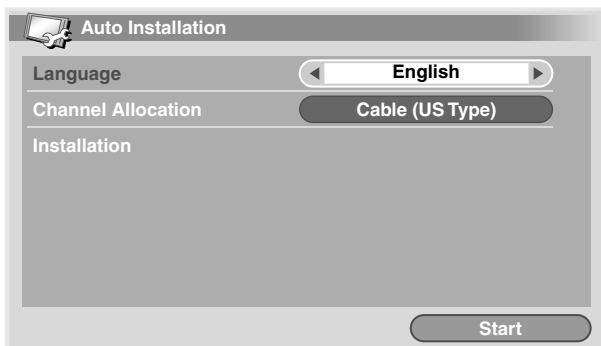 Auto Installation
Language English
Channel Allocation Cable (US Type)
Installation
Start